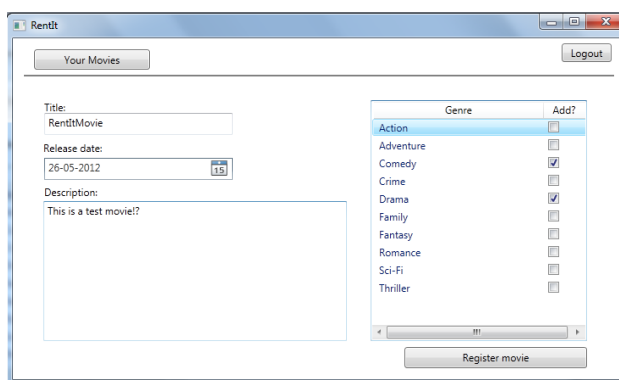 RentIt
Your Movies
Logout
Title:
RentItMovie
Release date:
26-05-2012
15
Description:
This is a test movie!?
Genre Add?
Action
Adventure
Comedy
Crime
Drama
Family
Fantasy
Romance
Sci-Fi
Thriller
Register movie